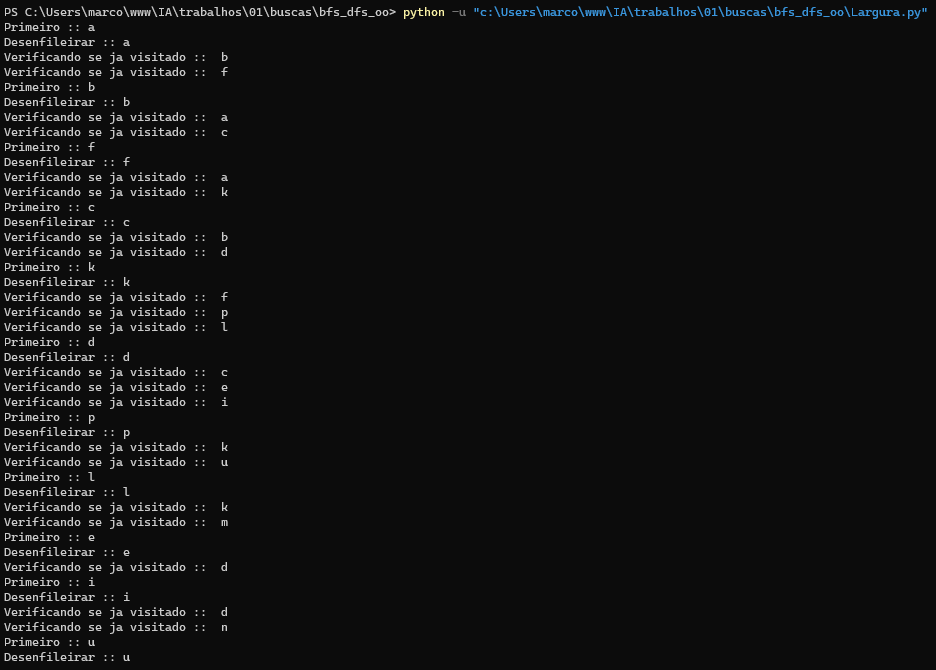 PS C:\Users\marco\www\IA\trabalhos\01\buscas\bfs_dfs_oo> python -u "c:\Users\marco\www\IA\trabalhos\01\buscas\bfs_dfs_oo\Largura.py"
Primeiro :: a
Desenfileirar :: a
Verificando se ja visitado ::  b
Verificando se ja visitado ::  f
Primeiro :: b
Desenfileirar :: b
Verificando se ja visitado ::  a
Verificando se ja visitado ::  c
Primeiro :: f
Desenfileirar :: f
Verificando se ja visitado ::  a
Verificando se ja visitado ::  k
Primeiro :: c
Desenfileirar :: c
Verificando se ja visitado ::  b
Verificando se ja visitado ::  d
Primeiro :: k
Desenfileirar :: k
Verificando se ja visitado ::  f
Verificando se ja visitado ::  p
Verificando se ja visitado ::  l
Primeiro :: d
Desenfileirar :: d
Verificando se ja visitado ::  c
Verificando se ja visitado ::  e
Verificando se ja visitado ::  i
Primeiro :: p
Desenfileirar :: p
Verificando se ja visitado ::  k
Verificando se ja visitado ::  u
Primeiro :: l
Desenfileirar :: l
Verificando se ja visitado ::  k
Verificando se ja visitado ::  m
Primeiro :: e
Desenfileirar :: e
Verificando se ja visitado ::  d
Primeiro :: i
Desenfileirar :: i
Verificando se ja visitado ::  d
Verificando se ja visitado ::  n
Primeiro :: u
Desenfileirar :: u